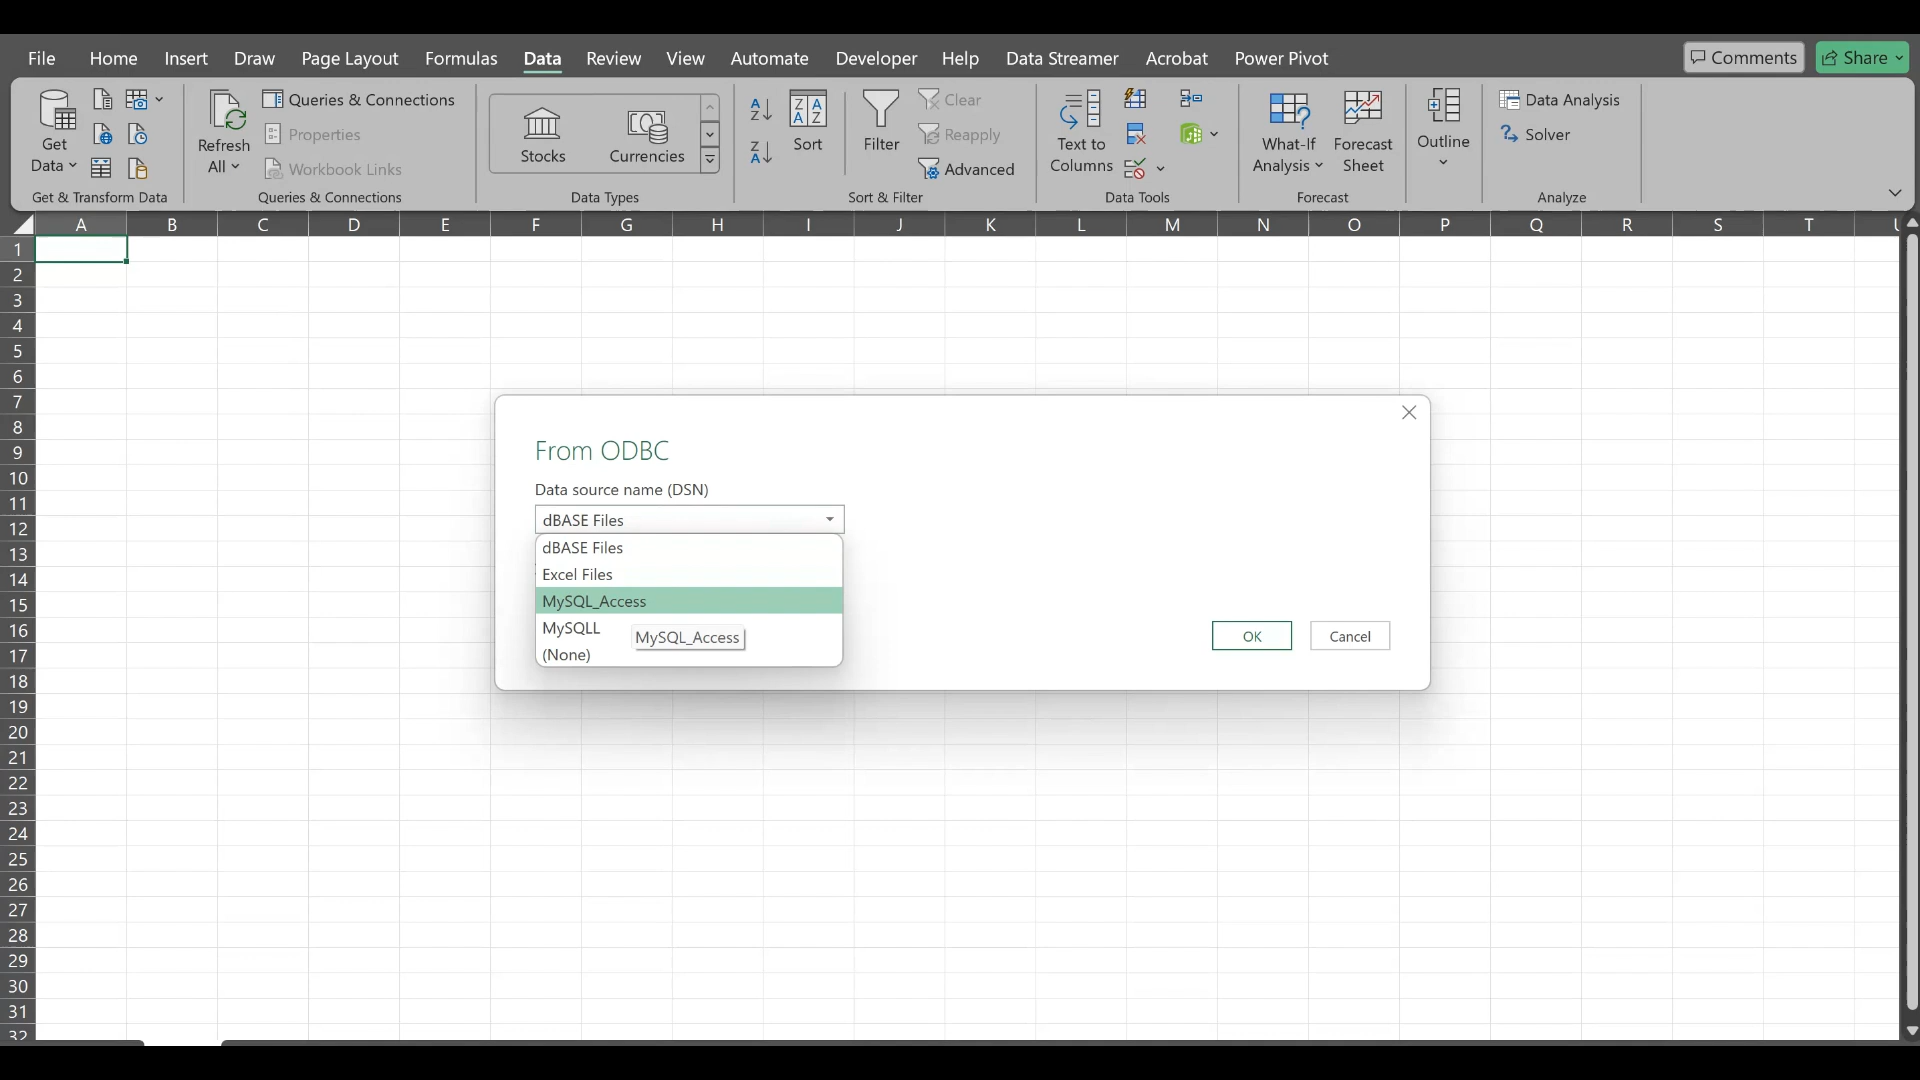 File Home Insert Draw Page Layout Formulas Data Review View Automate Developer Help Data Streamer Acrobat Power Pivot Comments Share
Get Data
Refresh All
Queries & Connections
Properties
Workbook Links
Stocks
Currencies
Sort
Filter
Clear
Reapply
Advanced
Text to Columns
What-If Analysis
Forecast Sheet
Outline
Data Analysis
Solver
Get & Transform Data Queries & Connections Data Types Sort & Filter Data Tools Forecast Analyze
A B C D E F G H I J K L M N O P Q R S T
1
2
3
4
5
6
7
8
9
10
11
12
13
14
15
16
17
18
19
20
21
22
23
24
25
26
27
28
29
30
31
32
From ODBC
Data source name (DSN)
dBASE Files
dBASE Files
Excel Files
MySQL_Access
MySQLL
MySQL_Access
(None)
OK Cancel